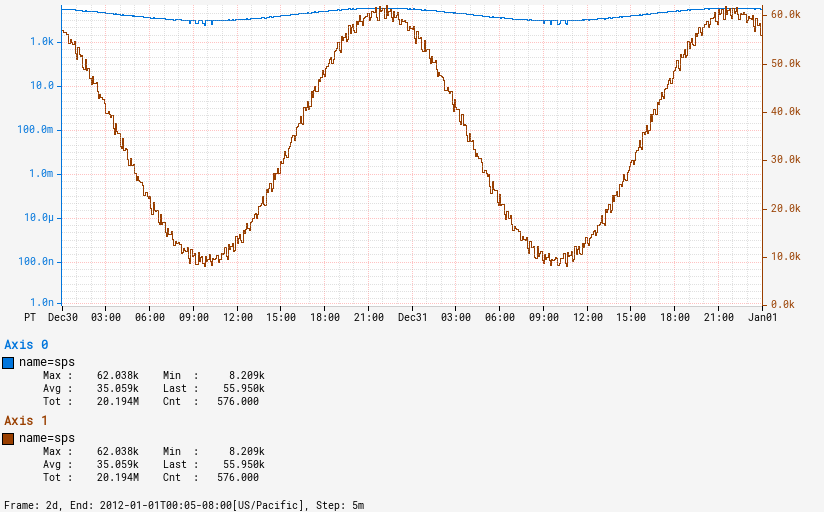 1.0k
10.0
100.0m
1.0m
10.0μ
100.0n
1.0n
60.0k
50.0k
40.0k
30.0k
20.0k
10.0k
0.0k
PT Dec30 03:00 06:00 09:00 12:00 15:00 18:00 21:00 Dec31 03:00 06:00 09:00 12:00 15:00 18:00 21:00 Jan01
Axis 0
name=sps
Max : 62.038k Min : 8.209k
Avg : 35.059k Last : 55.950k
Tot : 20.194M Cnt : 576.000
Axis 1
name=sps
Max : 62.038k Min : 8.209k
Avg : 35.059k Last : 55.950k
Tot : 20.194M Cnt : 576.000
Frame: 2d, End: 2012-01-01T00:05-08:00[US/Pacific], Step: 5m